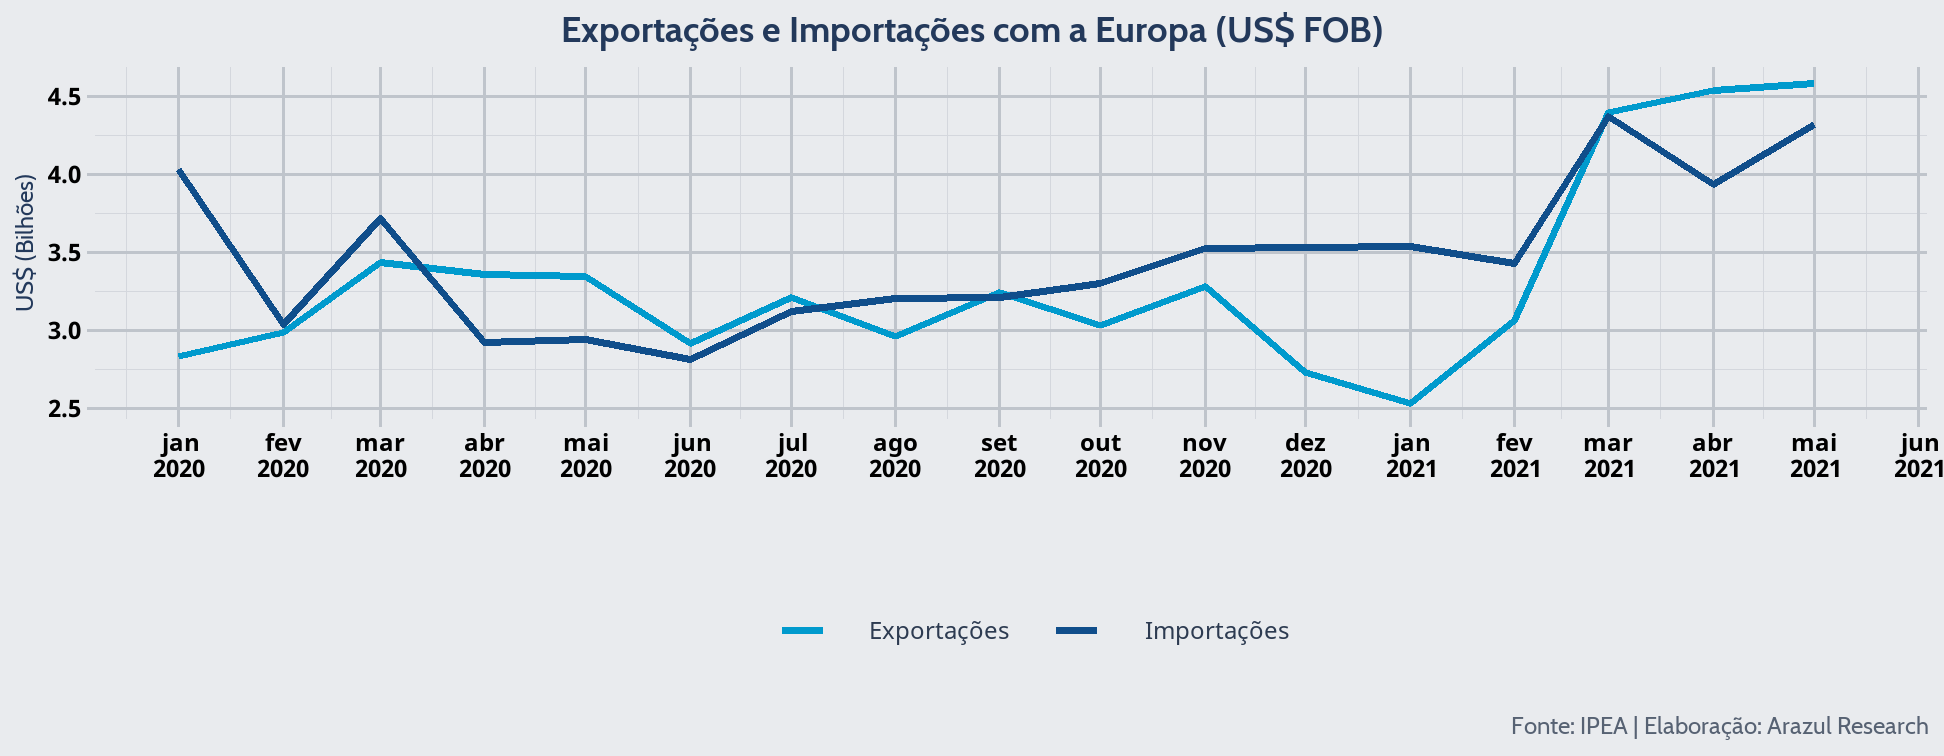 Exportações e Importações com a Europa (US$ FOB)
US$ (Bilhões)
4.5
4.0
3.5
3.0
2.5
jan fev mar abr mai jun jul ago set out nov dez jan fev mar abr mai jun
2020 2020 2020 2020 2020 2020 2020 2020 2020 2020 2020 2020 2021 2021 2021 2021 2021 2021
Exportações Importações
Fonte: IPEA | Elaboração: Arazul Research